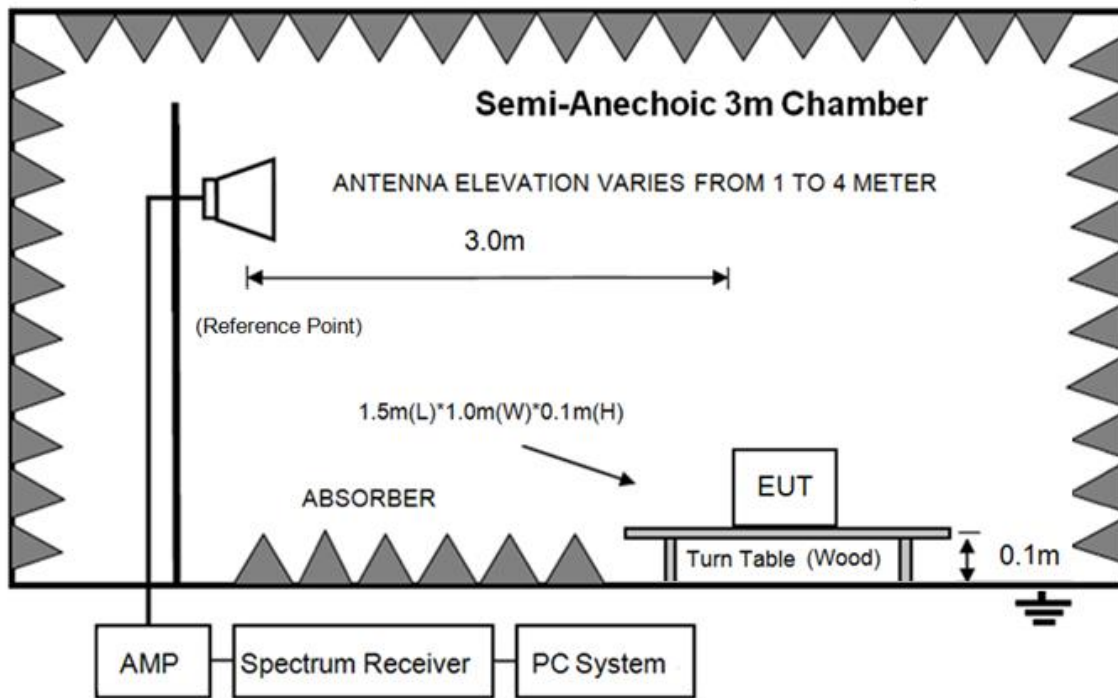 Semi-Anechoic 3m Chamber
ANTENNA ELEVATION VARIES FROM 1 TO 4 METER
3.0m
(Reference Point)
1.5m(L)*1.0m(W)*0.1m(H)
EUT
ABSORBER
Turn Table (Wood)
0.1m
AMP
Spectrum Receiver
PC System